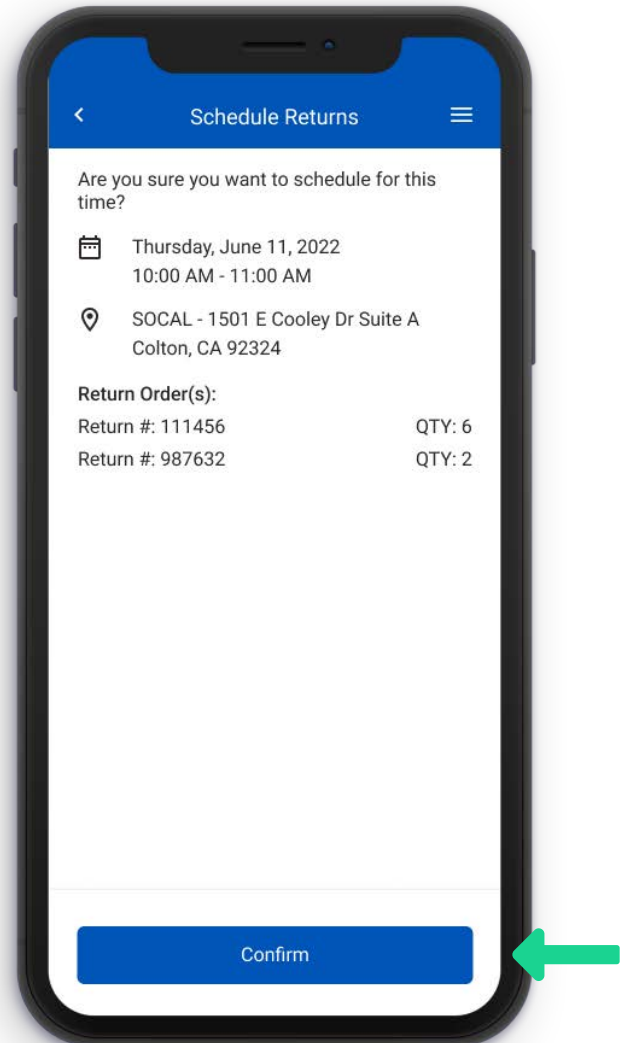 Schedule Returns
Are you sure you want to schedule for this
time?
Thursday, June 11, 2022
10:00 AM - 11:00 AM
SOCAL - 1501 E Cooley Dr Suite A
Colton, CA 92324
Return Order(s):
Return #: 111456 QTY: 6
Return #: 987632 QTY: 2
Confirm